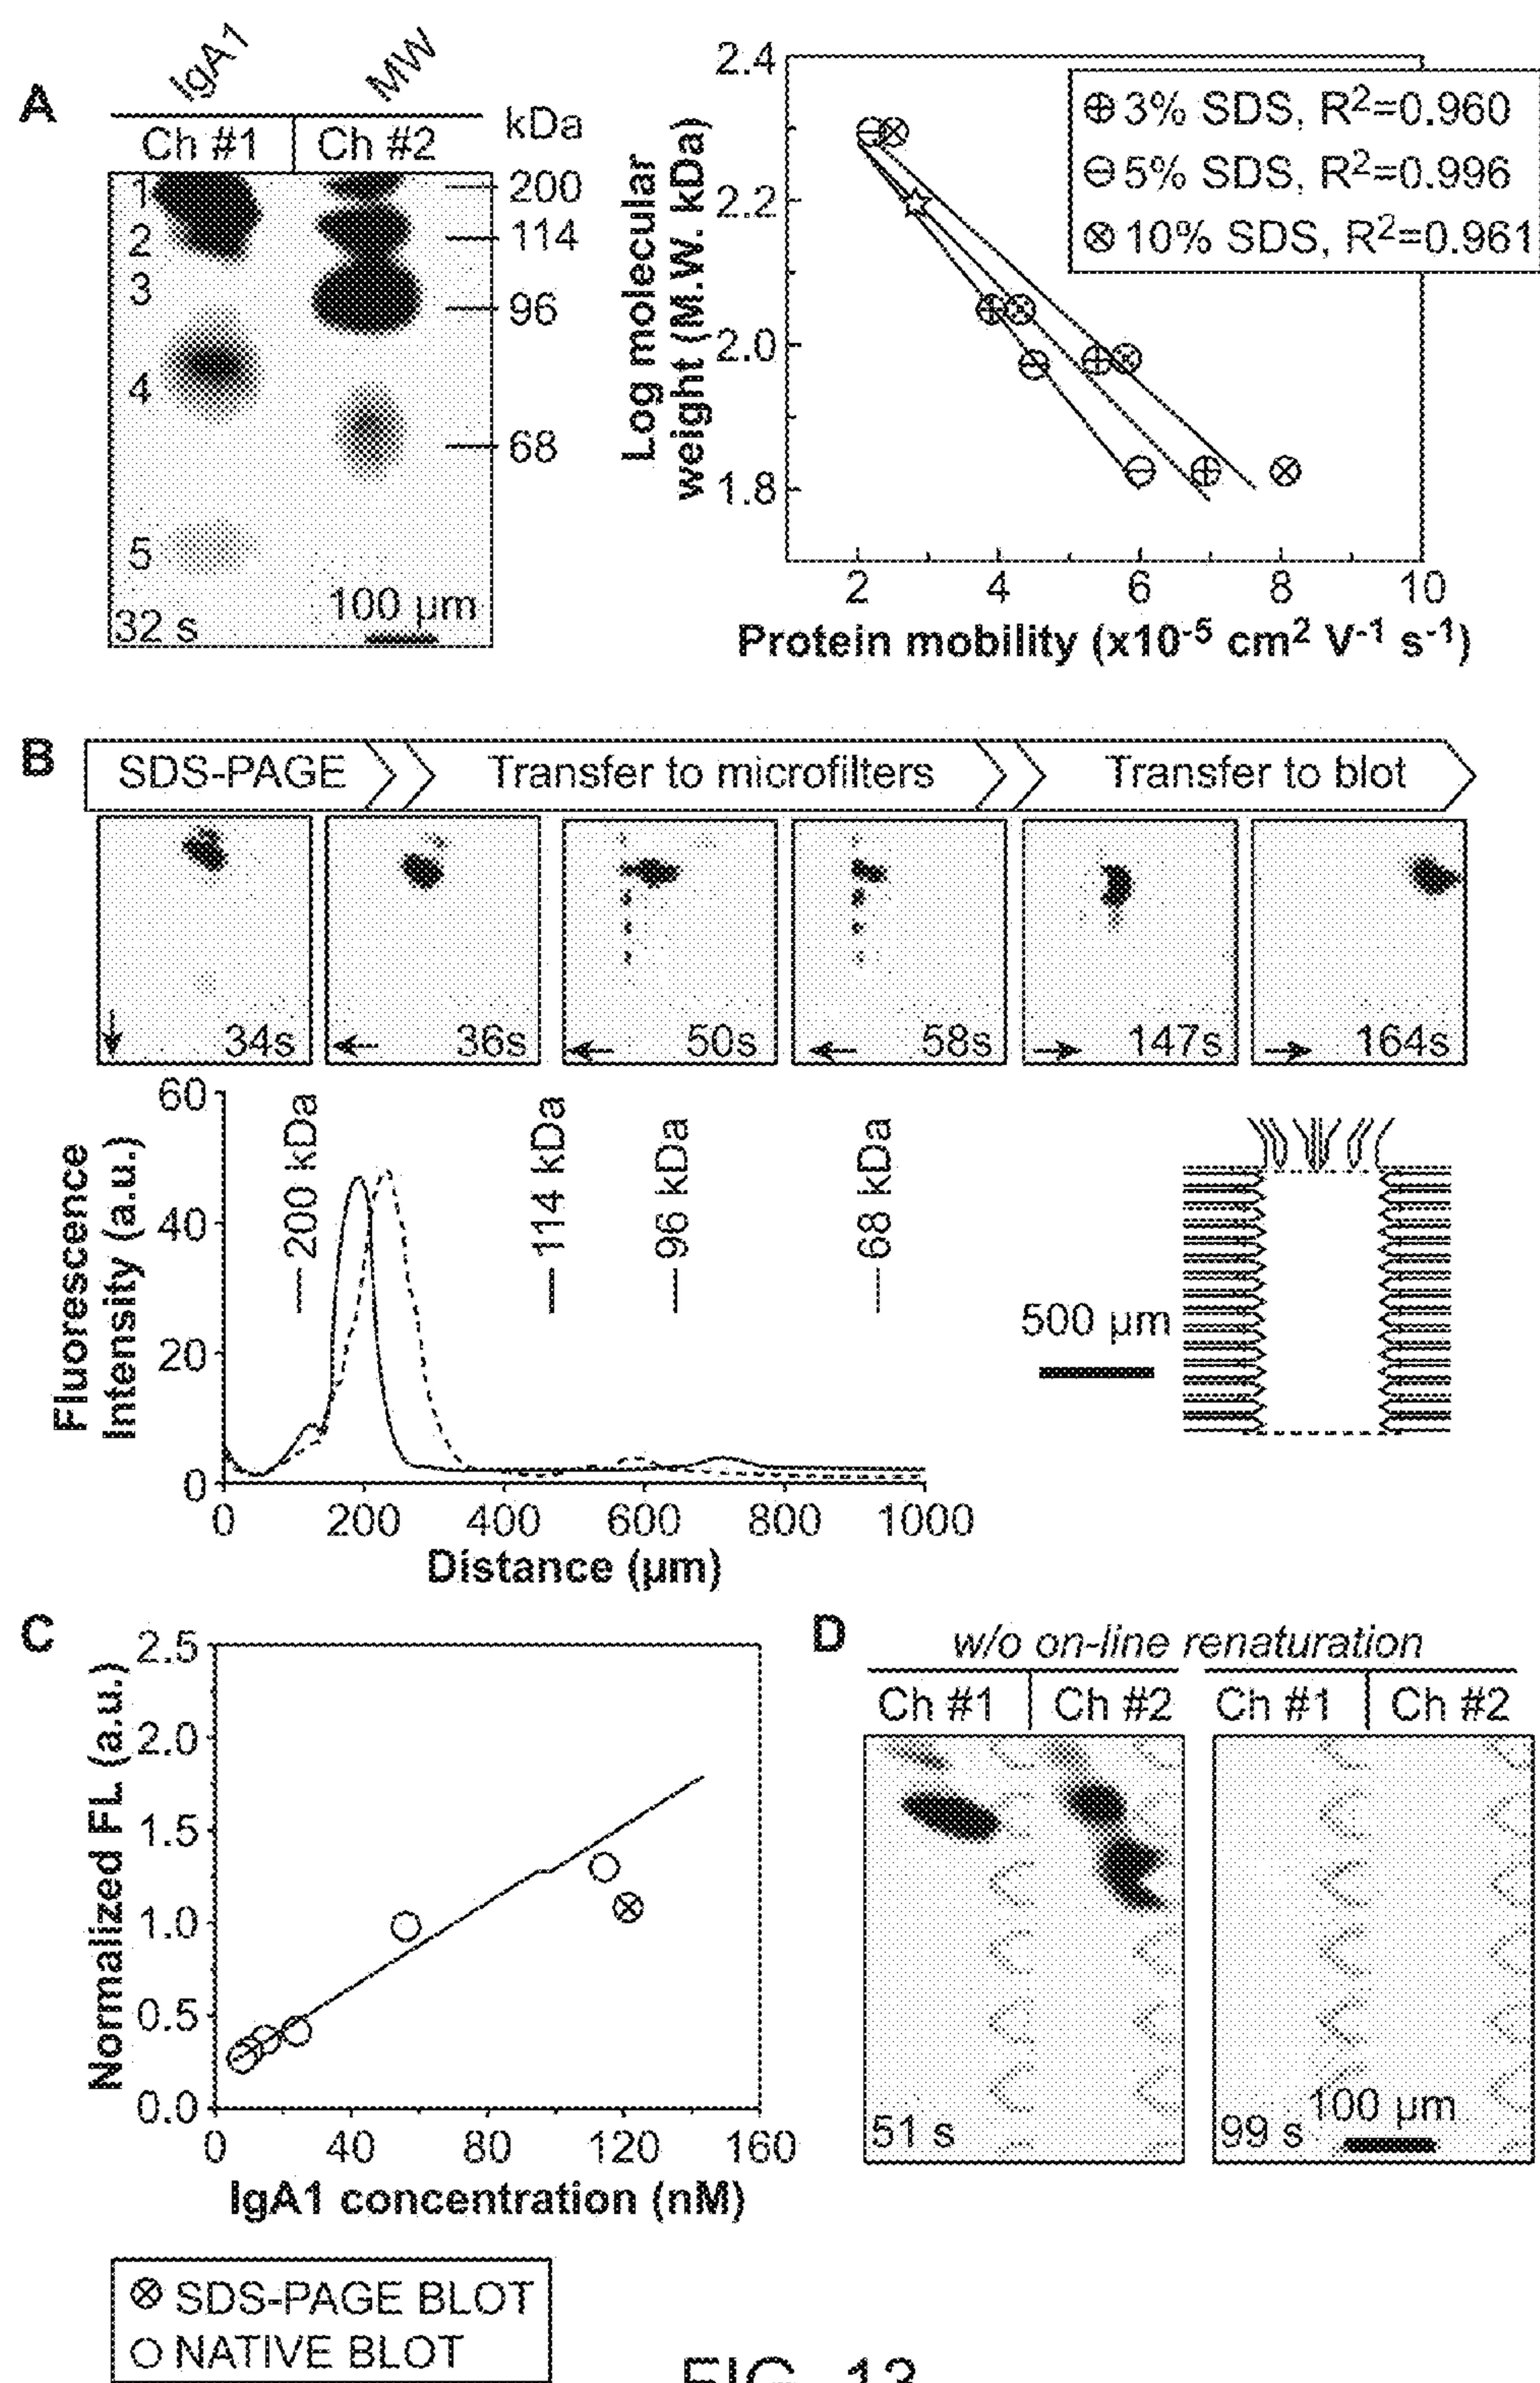 A
IgA1
MW
Ch #1
Ch #2
kDa
1
2
3
4
5
200
114
96
68
32 s
100 µm
2.4
2.2
2.0
1.8
Log molecular
weight (M.W. kDa)
⊕ 3% SDS, R²=0.960
⊖ 5% SDS, R²=0.996
⊗ 10% SDS, R²=0.961
2 4 6 8 10
Protein mobility (x10⁻⁵ cm² V⁻¹ s⁻¹)
B
SDS-PAGE
Transfer to microfilters
Transfer to blot
34s
36s
50s
58s
147s
164s
60
40
20
0
Fluorescence
Intensity (a.u.)
200 kDa
114 kDa
96 kDa
68 kDa
0 200 400 600 800 1000
Distance (µm)
500 µm
C
2.5
2.0
1.5
1.0
0.5
0.0
Normalized FL (a.u.)
0 40 80 120 160
IgA1 concentration (nM)
⊗ SDS-PAGE BLOT
○ NATIVE BLOT
D
w/o on-line renaturation
Ch #1
Ch #2
Ch #1
Ch #2
51 s
99 s
100 µm